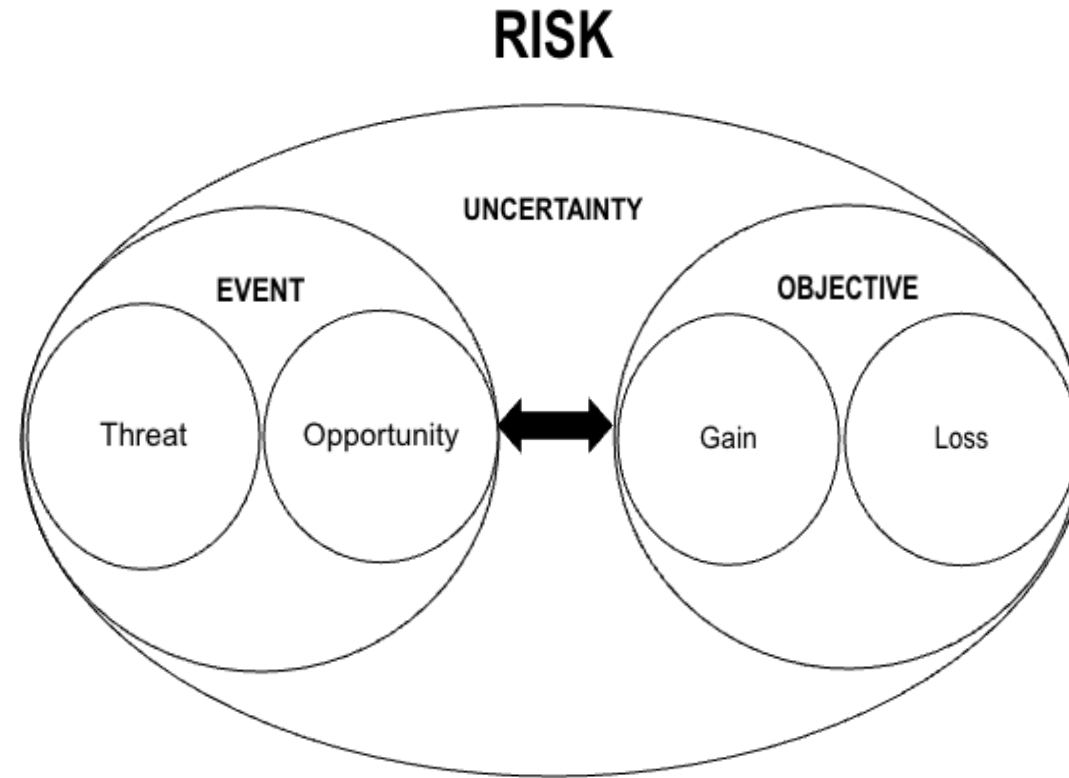 RISK
UNCERTAINTY
EVENT
OBJECTIVE
Threat
Opportunity
Gain
Loss